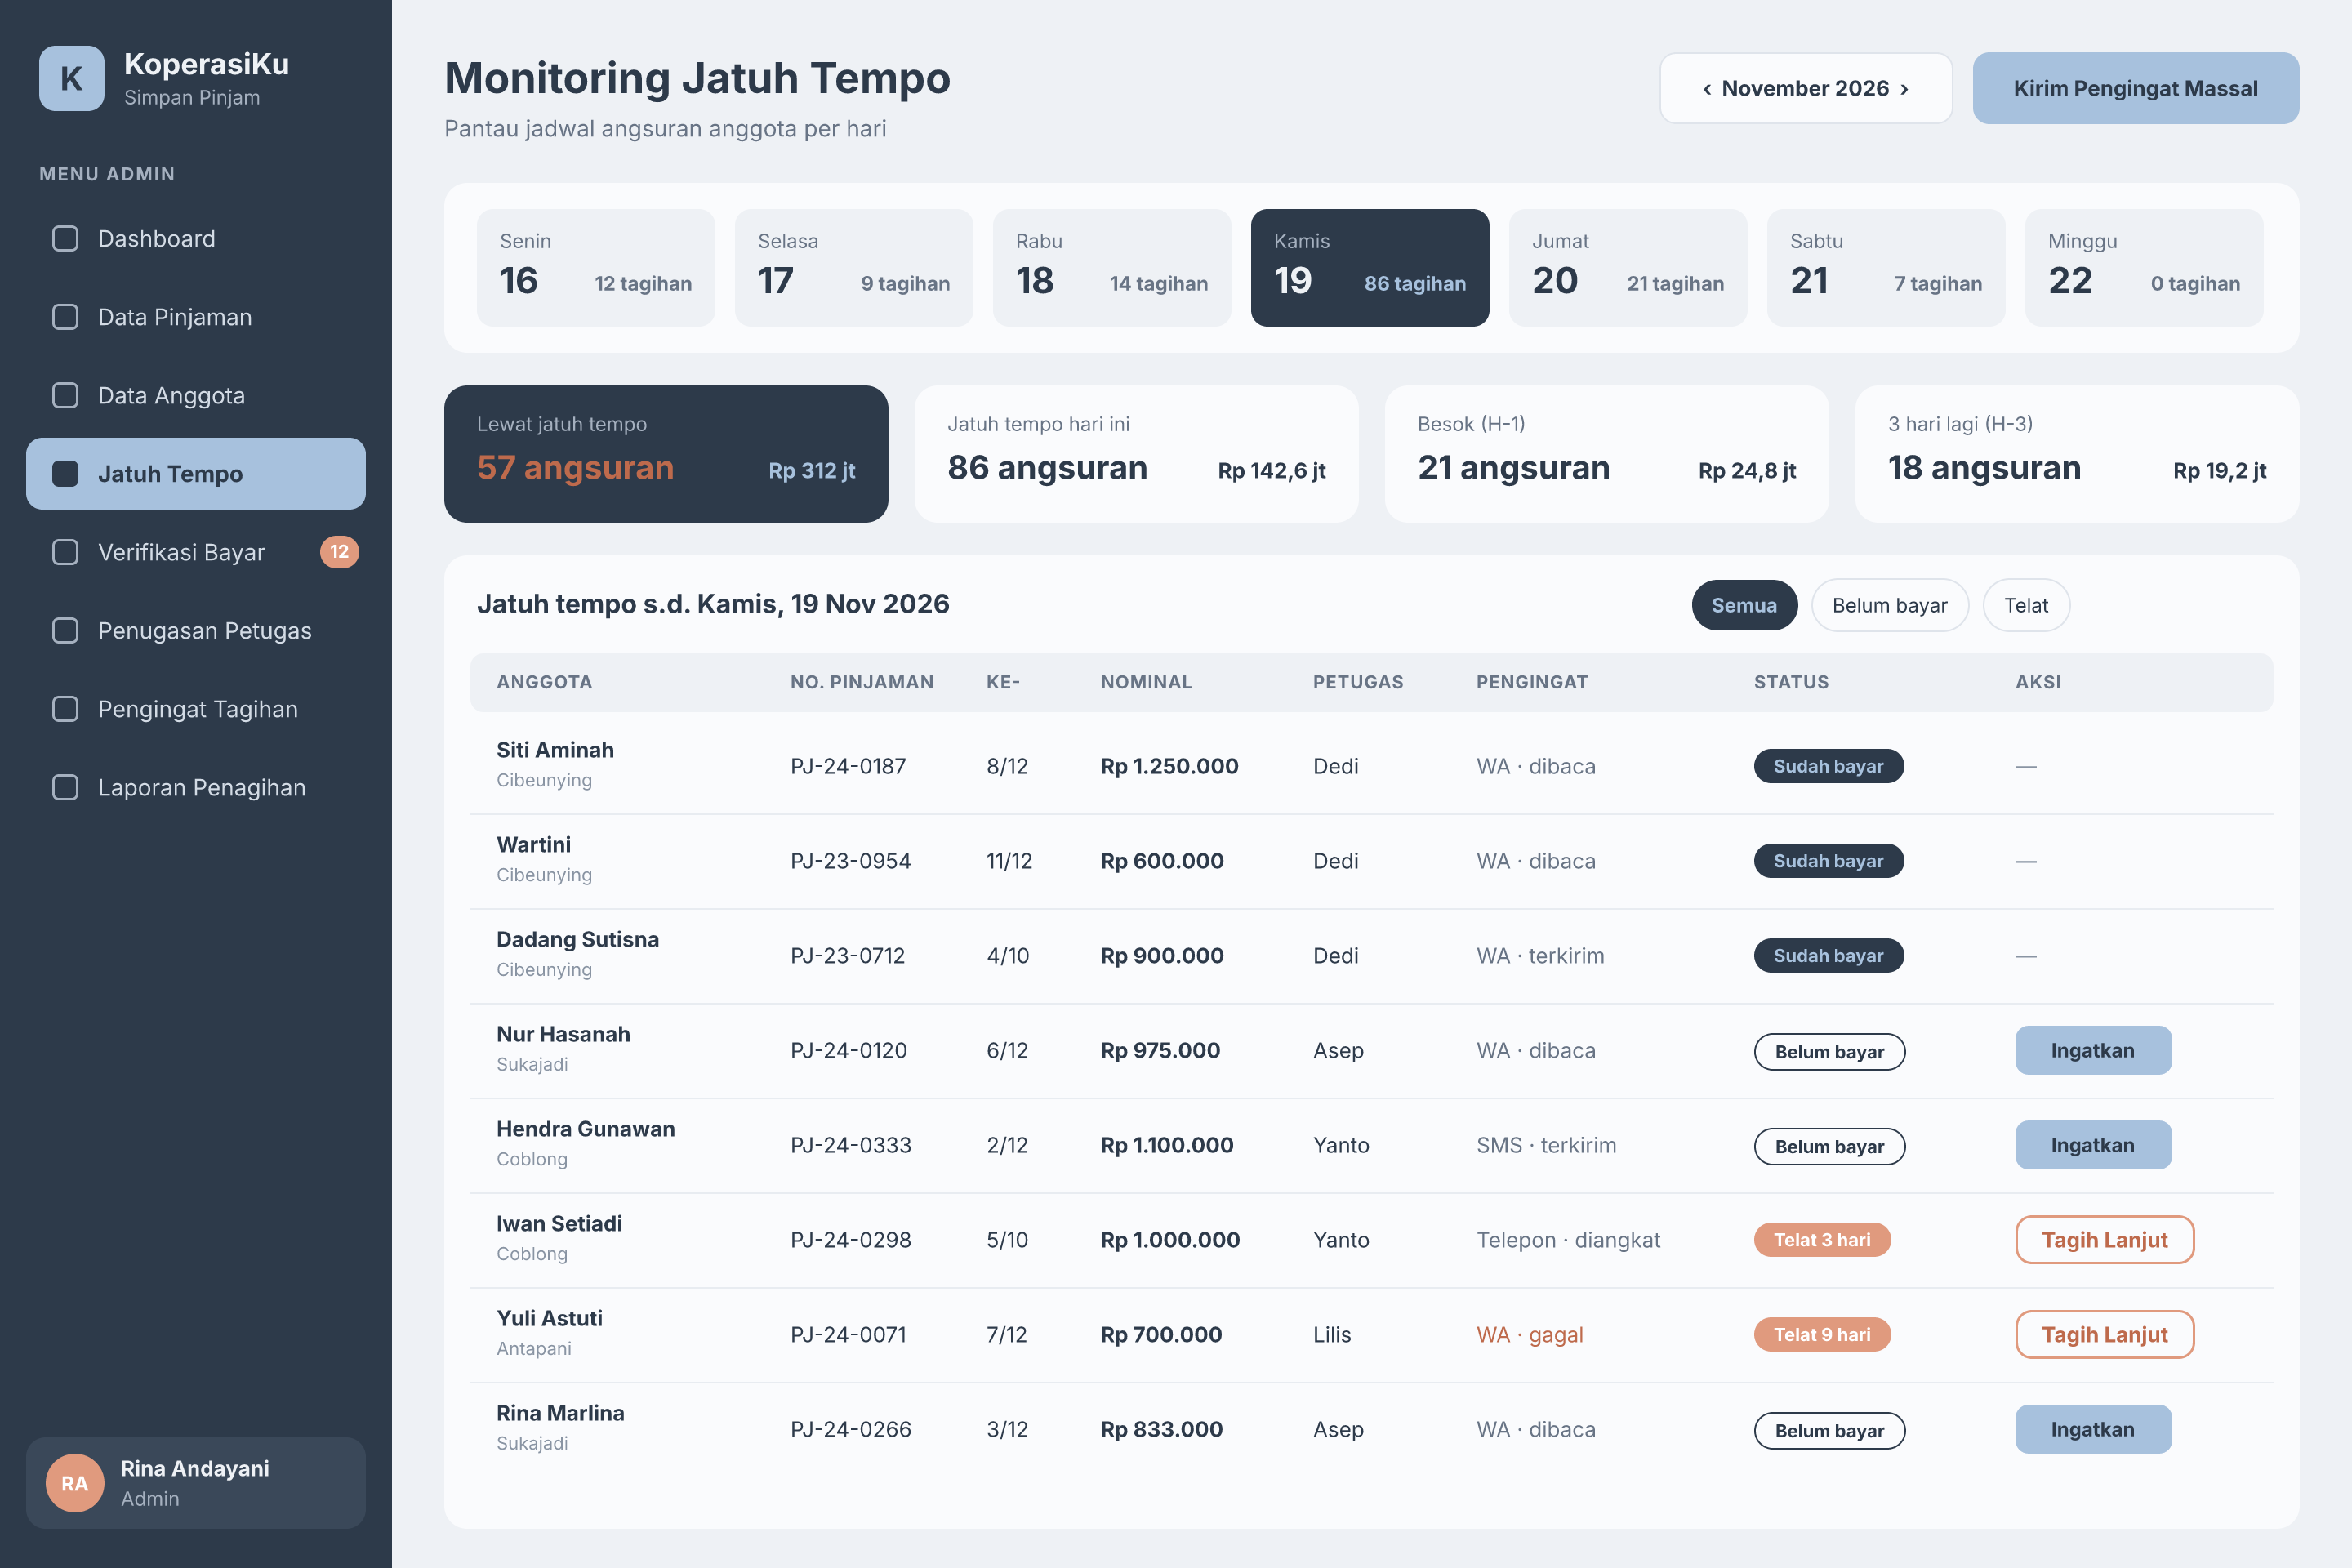 K
KoperasiKu
Simpan Pinjam
MENU ADMIN
Dashboard
Data Pinjaman
Data Anggota
Jatuh Tempo
Verifikasi Bayar 12
Penugasan Petugas
Pengingat Tagihan
Laporan Penagihan
RA
Rina Andayani
Admin
Monitoring Jatuh Tempo
Pantau jadwal angsuran anggota per hari
‹ November 2026 ›
Kirim Pengingat Massal
Senin
16 12 tagihan
Selasa
17 9 tagihan
Rabu
18 14 tagihan
Kamis
19 86 tagihan
Jumat
20 21 tagihan
Sabtu
21 7 tagihan
Minggu
22 0 tagihan
Lewat jatuh tempo
57 angsuran Rp 312 jt
Jatuh tempo hari ini
86 angsuran Rp 142,6 jt
Besok (H-1)
21 angsuran Rp 24,8 jt
3 hari lagi (H-3)
18 angsuran Rp 19,2 jt
Jatuh tempo s.d. Kamis, 19 Nov 2026
Semua Belum bayar Telat
ANGGOTA NO. PINJAMAN KE- NOMINAL PETUGAS PENGINGAT STATUS AKSI
Siti Aminah
Cibeunying
PJ-24-0187 8/12 Rp 1.250.000 Dedi WA · dibaca Sudah bayar —
Wartini
Cibeunying
PJ-23-0954 11/12 Rp 600.000 Dedi WA · dibaca Sudah bayar —
Dadang Sutisna
Cibeunying
PJ-23-0712 4/10 Rp 900.000 Dedi WA · terkirim Sudah bayar —
Nur Hasanah
Sukajadi
PJ-24-0120 6/12 Rp 975.000 Asep WA · dibaca Belum bayar Ingatkan
Hendra Gunawan
Coblong
PJ-24-0333 2/12 Rp 1.100.000 Yanto SMS · terkirim Belum bayar Ingatkan
Iwan Setiadi
Coblong
PJ-24-0298 5/10 Rp 1.000.000 Yanto Telepon · diangkat Telat 3 hari Tagih Lanjut
Yuli Astuti
Antapani
PJ-24-0071 7/12 Rp 700.000 Lilis WA · gagal Telat 9 hari Tagih Lanjut
Rina Marlina
Sukajadi
PJ-24-0266 3/12 Rp 833.000 Asep WA · dibaca Belum bayar Ingatkan